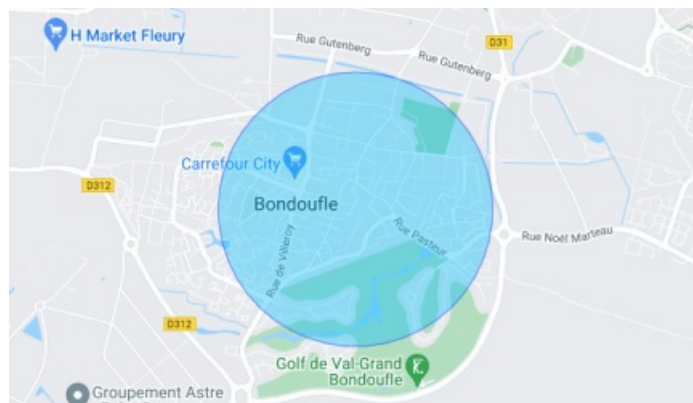 H Market Fleury
Rue Gutenberg
D31
Rue Gutenberg
Carrefour City
D312
Bondoufle
Rue de Villeroy
Rue Pasteur
Rue Noël Marteau
D312
Golf de Val-Grand
Bondoufle
Groupement Astre